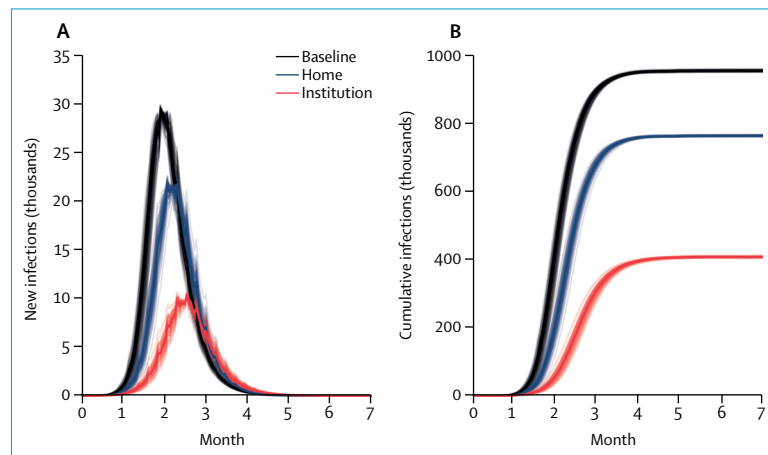 A
Baseline
Home
Institution
New infections (thousands)
35
30
25
20
15
10
5
0
0 1 2 3 4 5 6 7
Month
B
Cumulative infections (thousands)
1000
800
600
400
200
0
0 1 2 3 4 5 6 7
Month